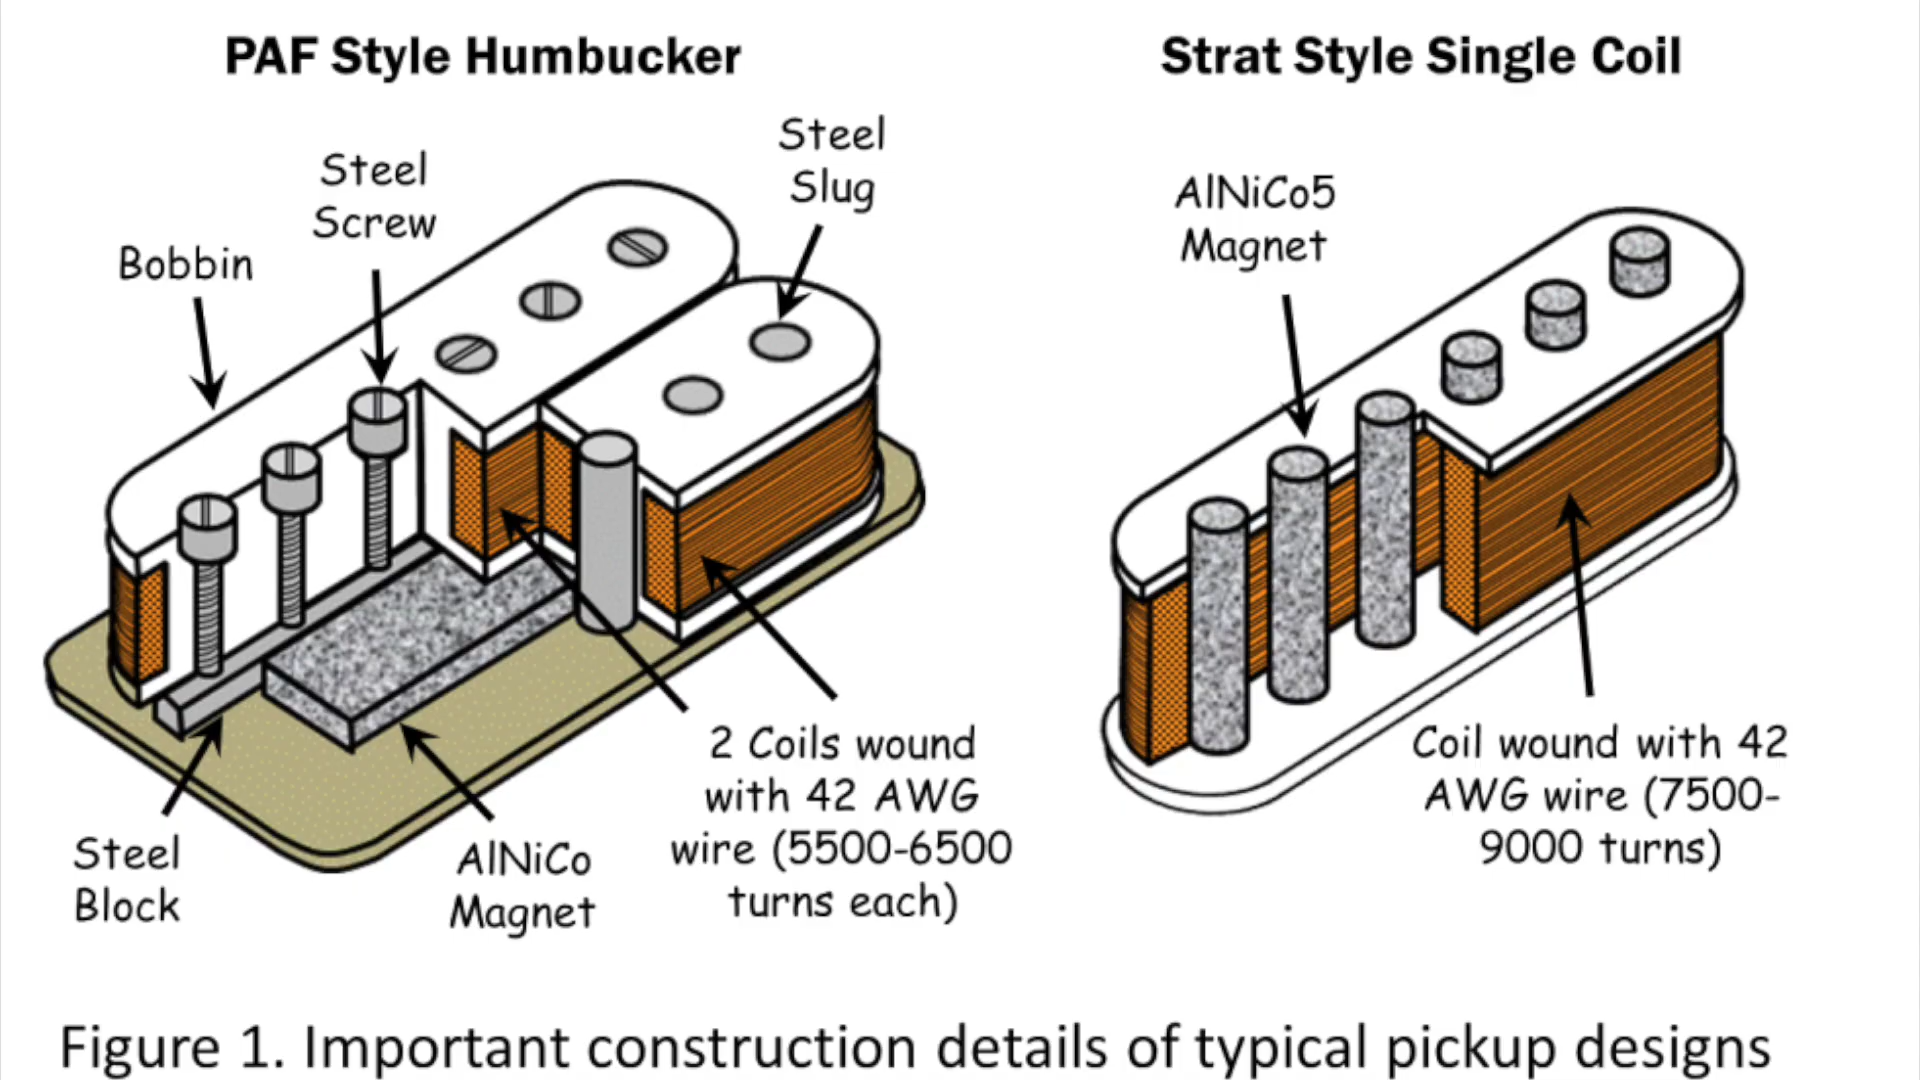 PAF Style Humbucker
Strat Style Single Coil
Steel
Slug
Steel
Screw
Bobbin
AlNiCo5
Magnet
Steel
Block
AlNiCo
Magnet
2 Coils wound
with 42 AWG
wire (5500-6500
turns each)
Coil wound with 42
AWG wire (7500-
9000 turns)
Figure 1. Important construction details of typical pickup designs